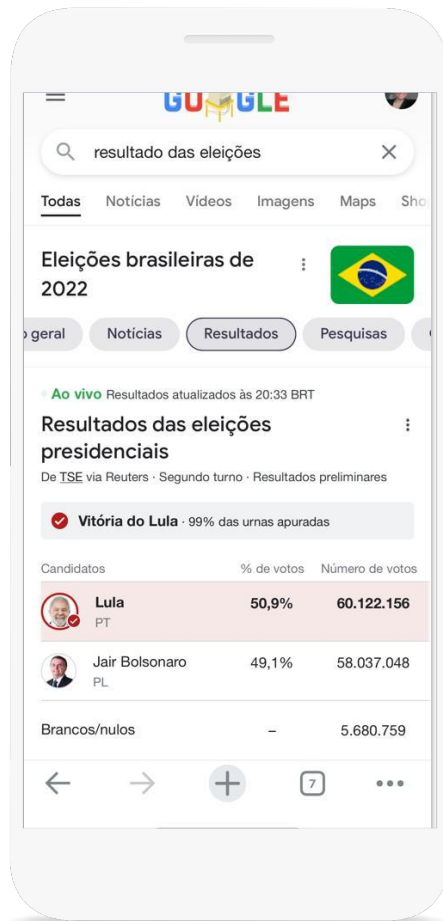 GOOGLE
resultado das eleições
Todas Notícias Vídeos Imagens Maps Sho
Eleições brasileiras de
2022
geral Notícias Resultados Pesquisas
Ao vivo Resultados atualizados às 20:33 BRT
Resultados das eleições
presidenciais
De TSE via Reuters · Segundo turno · Resultados preliminares
Vitória do Lula · 99% das urnas apuradas
Candidatos % de votos Número de votos
Lula 50,9% 60.122.156
PT
Jair Bolsonaro 49,1% 58.037.048
PL
Brancos/nulos – 5.680.759
7